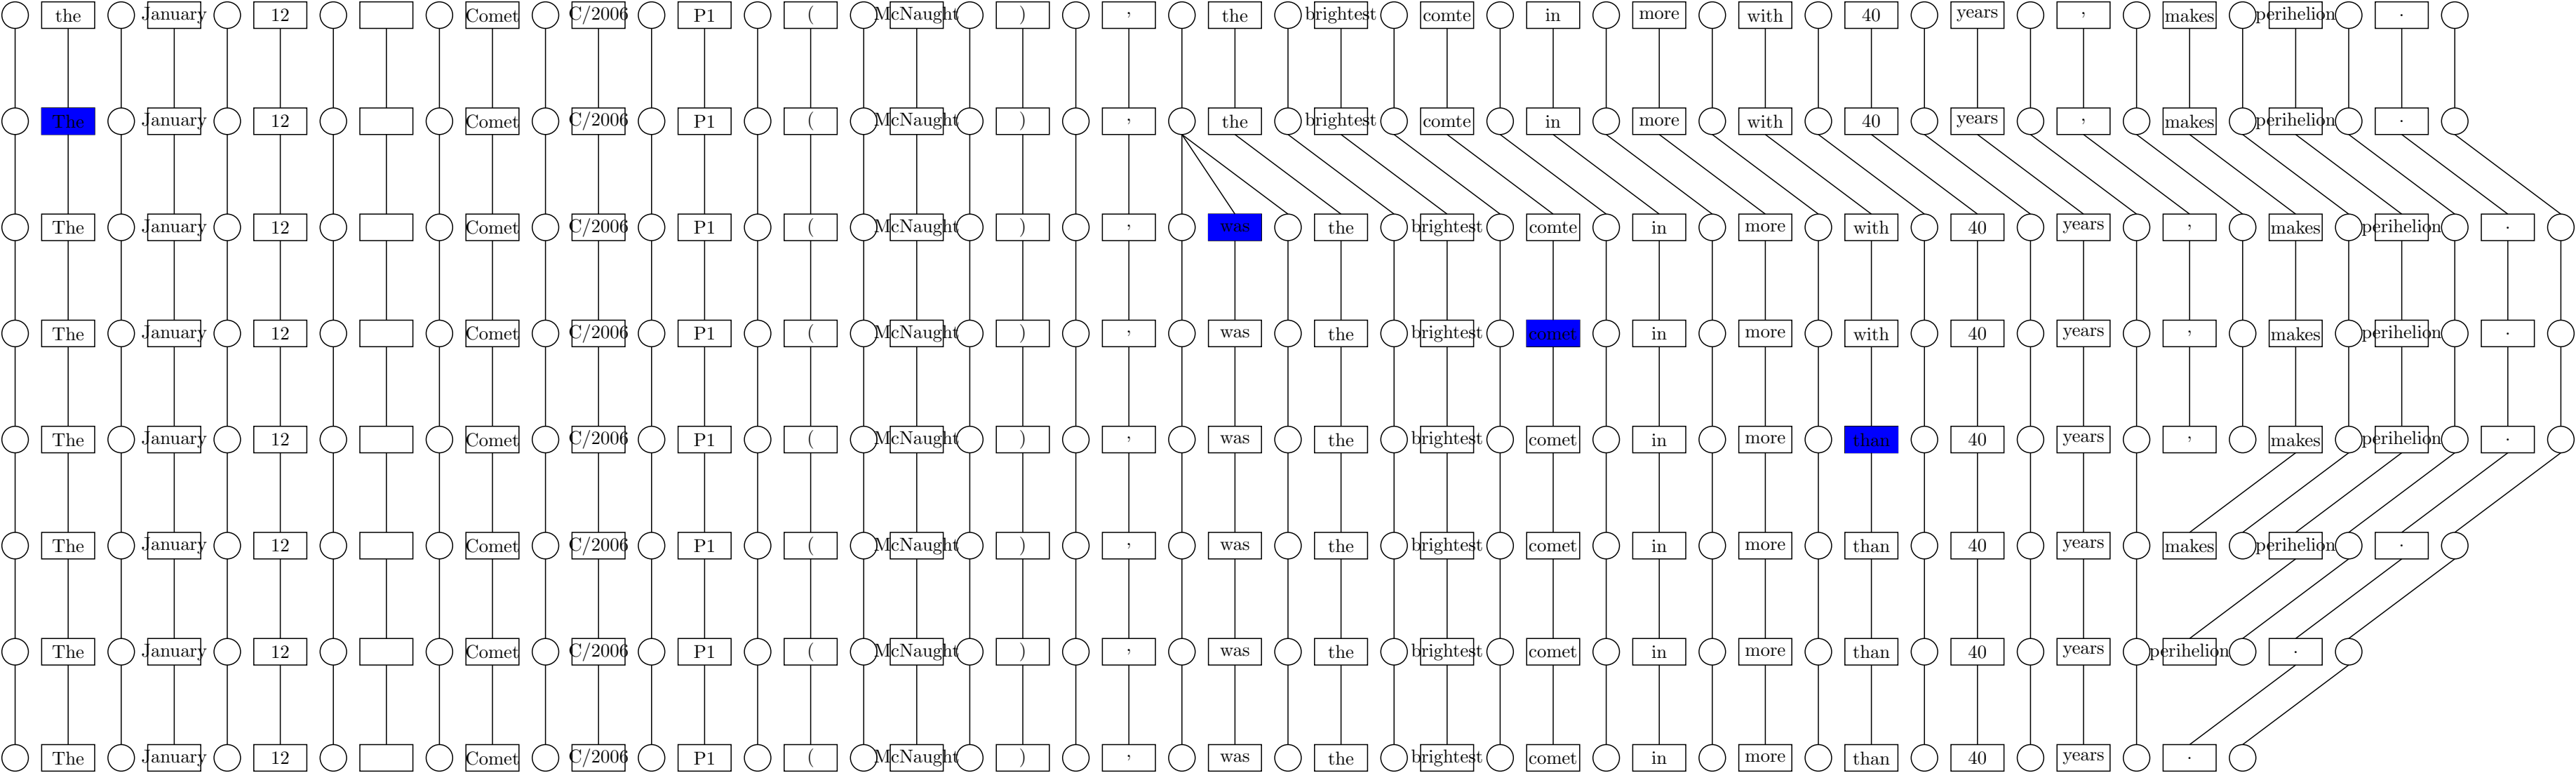 the January 12 Comet C/2006 P1 ( McNaught ) , the brightest comte in more with 40 years , makes perihelion .
The January 12 Comet C/2006 P1 ( McNaught ) , the brightest comte in more with 40 years , makes perihelion .
The January 12 Comet C/2006 P1 ( McNaught ) , was the brightest comte in more with 40 years , makes perihelion .
The January 12 Comet C/2006 P1 ( McNaught ) , was the brightest comet in more with 40 years , makes perihelion .
The January 12 Comet C/2006 P1 ( McNaught ) , was the brightest comet in more than 40 years , makes perihelion .
The January 12 Comet C/2006 P1 ( McNaught ) , was the brightest comet in more than 40 years makes perihelion .
The January 12 Comet C/2006 P1 ( McNaught ) , was the brightest comet in more than 40 years perihelion .
The January 12 Comet C/2006 P1 ( McNaught ) , was the brightest comet in more than 40 years .